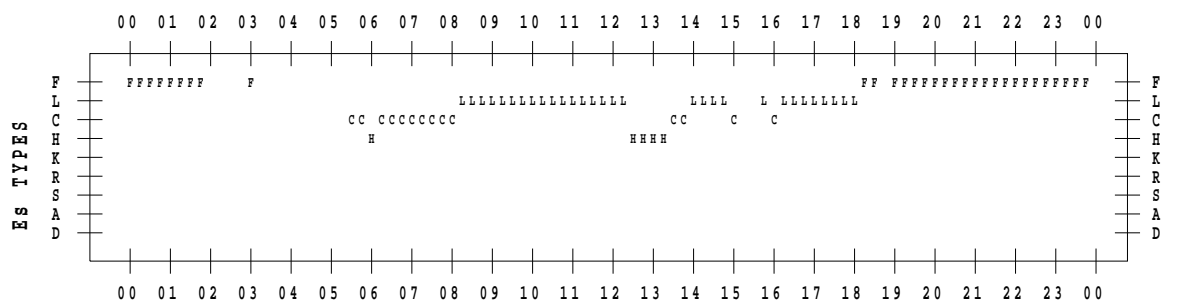 00 01 02 03 04 05 06 07 08 09 10 11 12 13 14 15 16 17 18 19 20 21 22 23 00
F FFFFFFFF F FF FFFFFFFFFFFFFFFFFFFF F
L LLLLLLLLLLLLLLLLL LLLL L LLLLLLLL L
C CC CCCCCCCC CC C C C
H H HHHH H
K K
R R
S S
A A
D D
Es TYPES
00 01 02 03 04 05 06 07 08 09 10 11 12 13 14 15 16 17 18 19 20 21 22 23 00